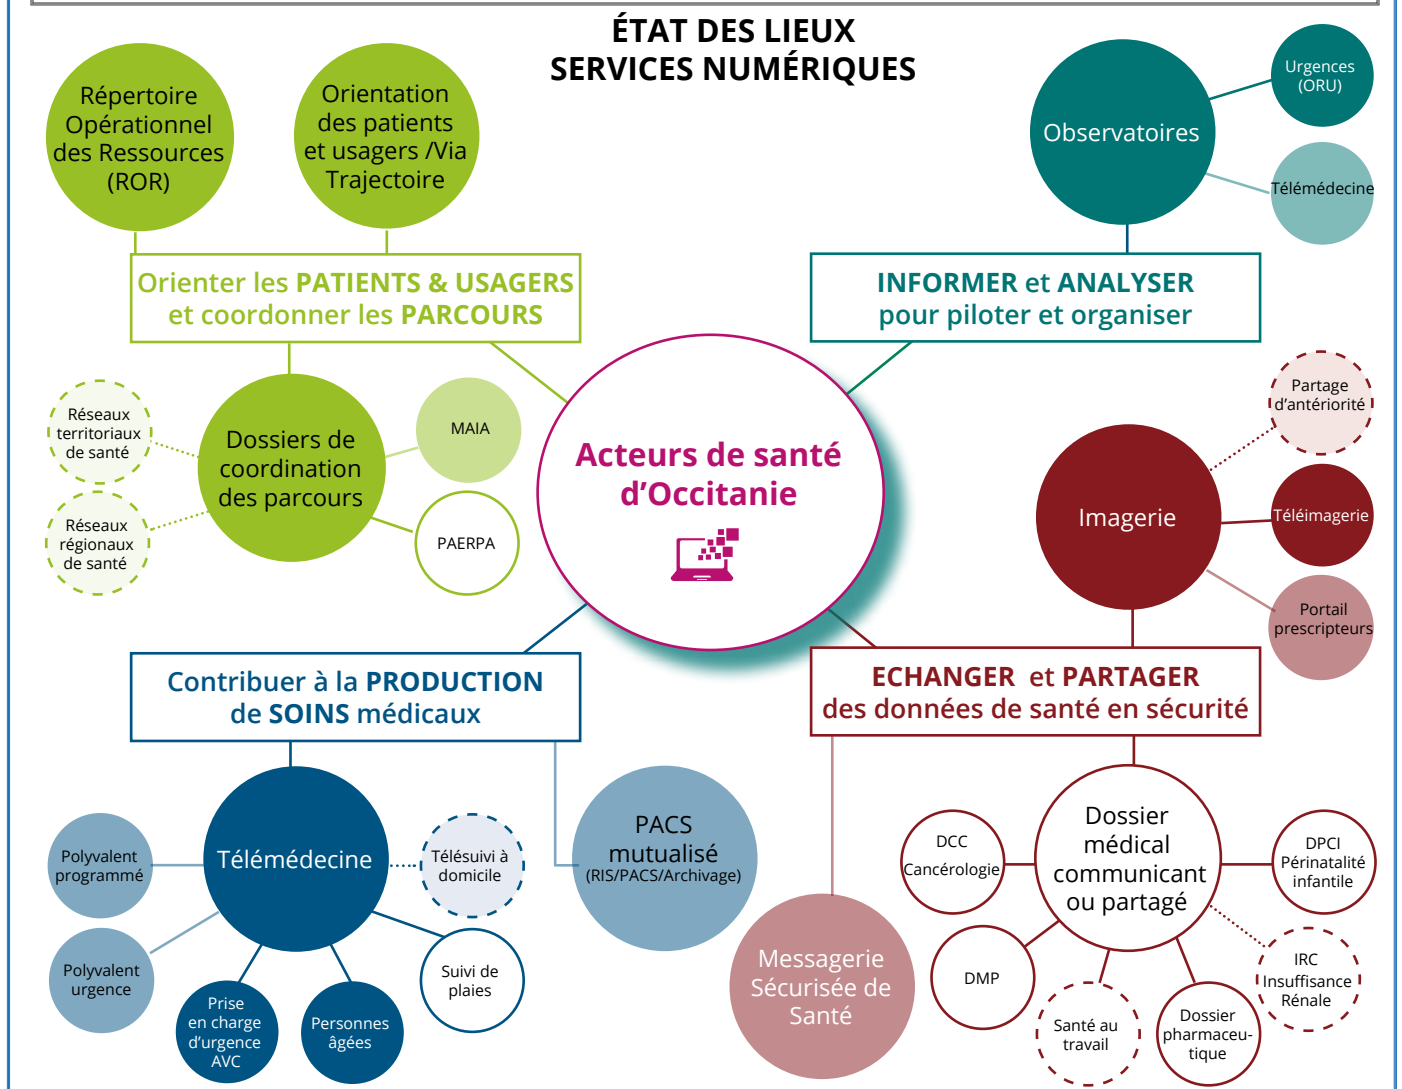 ÉTAT DES LIEUX
SERVICES NUMÉRIQUES
Répertoire
Opérationnel
des Ressources
(ROR)
Orientation
des patients
et usagers /Via
Trajectoire
Orienter les PATIENTS & USAGERS
et coordonner les PARCOURS
Réseaux
territoriaux
de santé
Réseaux
régionaux
de santé
Dossiers de
coordination
des parcours
MAIA
PAERPA
Observatoires
Urgences
(ORU)
Télémédecine
INFORMER et ANALYSER
pour piloter et organiser
Acteurs de santé
d’Occitanie
Partage
d’antériorité
Imagerie
Téléimagerie
Portail
prescripteurs
Contribuer à la PRODUCTION
de SOINS médicaux
Polyvalent
programmé
Télémédecine
Télésuivi à
domicile
Polyvalent
urgence
Prise
en charge
d’urgence
AVC
Personnes
âgées
Suivi de
plaies
PACS
mutualisé
(RIS/PACS/Archivage)
ECHANGER et PARTAGER
des données de santé en sécurité
Messagerie
Sécurisée de
Santé
Dossier
médical
communicant
ou partagé
DCC
Cancérologie
DPCI
Périnatalité
infantile
DMP
Santé au
travail
Dossier
pharmaceu-
tique
IRC
Insuffisance
Rénale